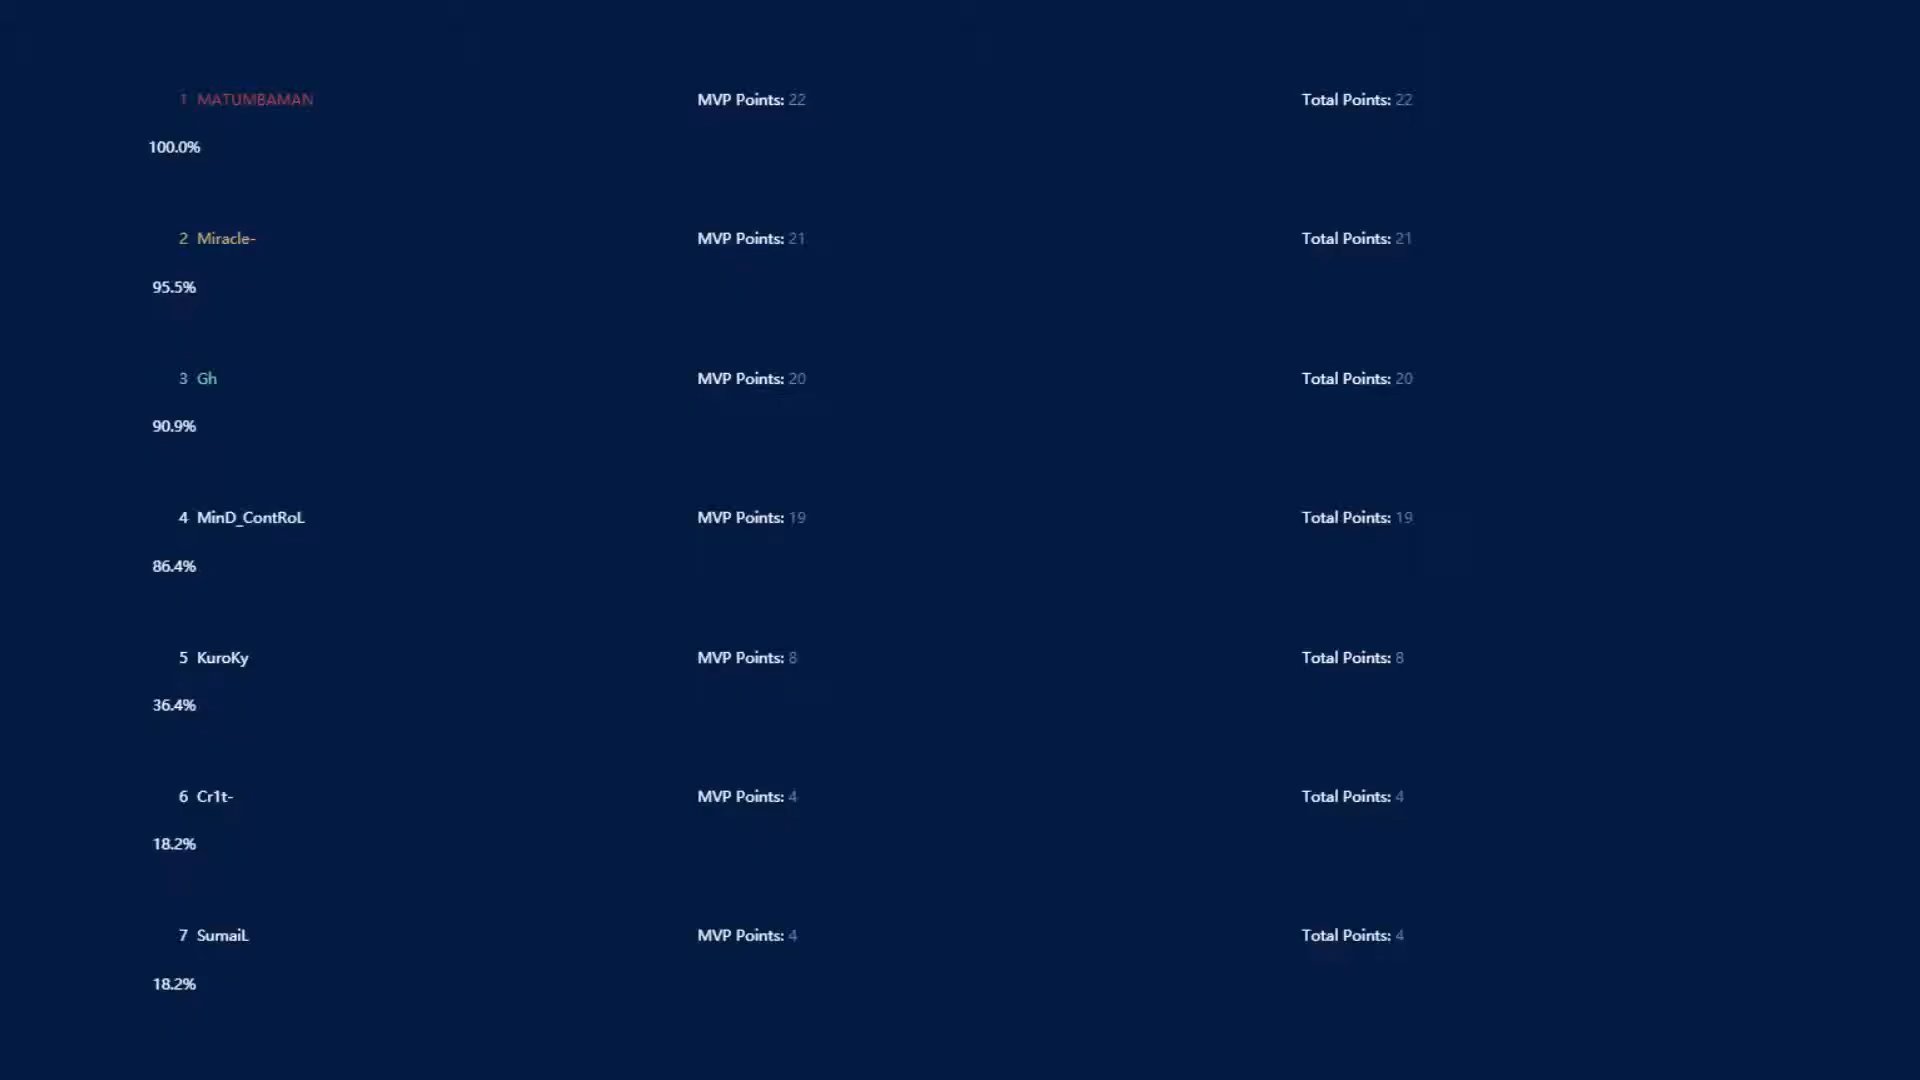 1 MATUMBAMAN MVP Points: 22 Total Points: 22
100.0%
2 Miracle- MVP Points: 21 Total Points: 21
95.5%
3 Gh MVP Points: 20 Total Points: 20
90.9%
4 MinD_ContRoL MVP Points: 19 Total Points: 19
86.4%
5 KuroKy MVP Points: 8 Total Points: 8
36.4%
6 Cr1t- MVP Points: 4 Total Points: 4
18.2%
7 SumaiL MVP Points: 4 Total Points: 4
18.2%